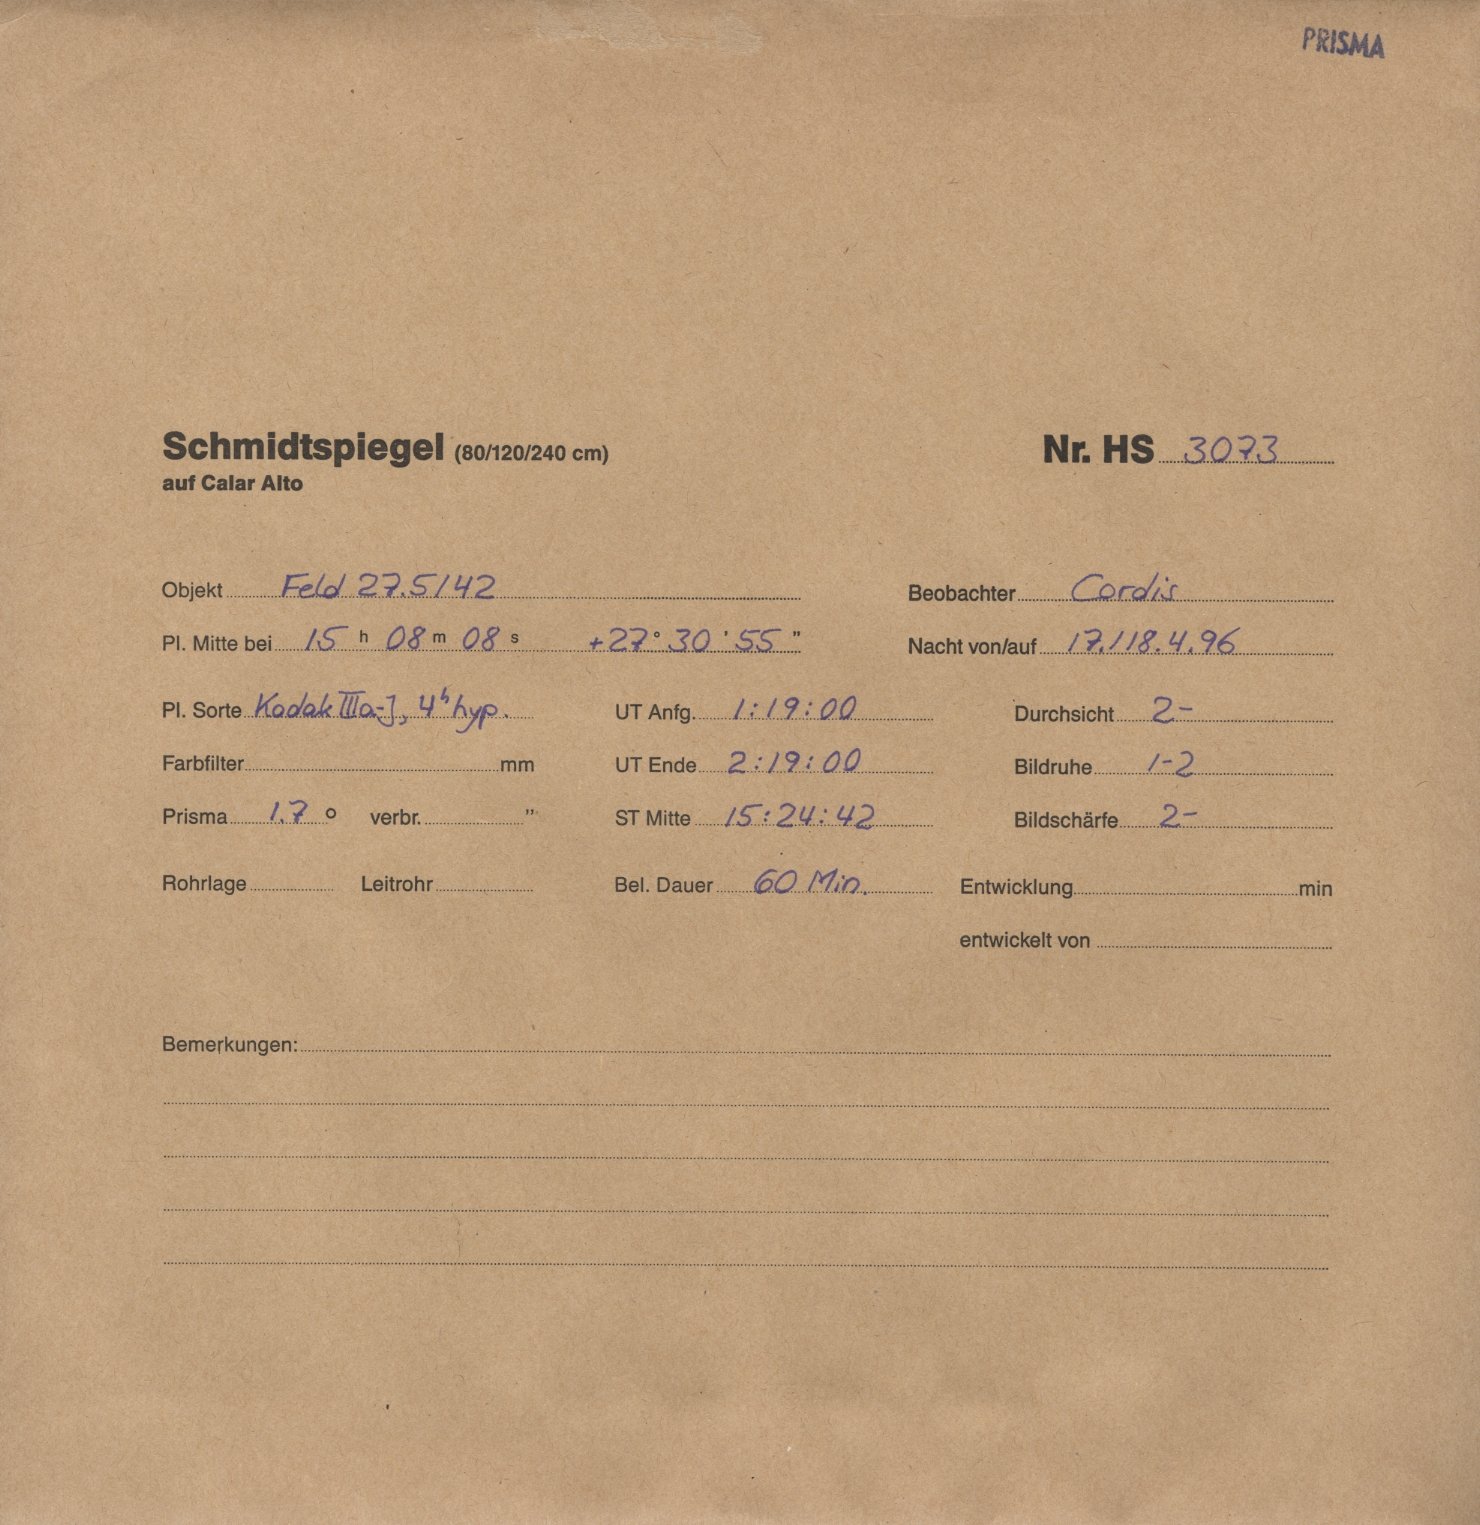 PRISMA
Schmidtspiegel (80/120/240 cm) Nr. HS 3073
auf Calar Alto
Objekt Feld 27.5/42 Beobachter Cordis
Pl. Mitte bei 15 h 08 m 08 s +27° 30 ' 55 " Nacht von/auf 17./18.4.96
Pl. Sorte Kodak IIIa-J, 4h hyp. UT Anfg. 1:19:00 Durchsicht 2-
Farbfilter mm UT Ende 2:19:00 Bildruhe 1-2
Prisma 1.7 ° verbr. " ST Mitte 15:24:42 Bildschärfe 2-
Rohrlage Leitrohr Bel. Dauer 60 Min. Entwicklung min
entwickelt von
Bemerkungen: